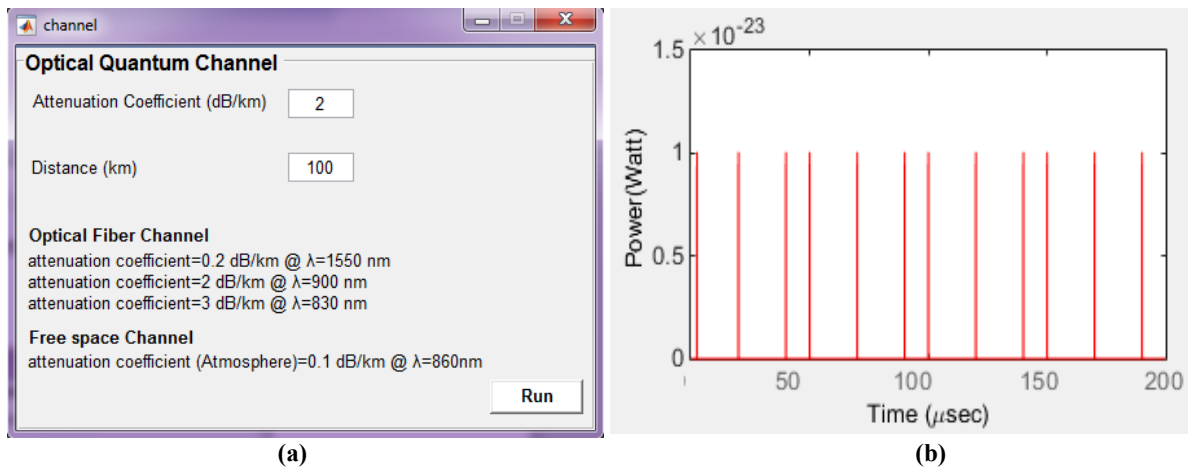 channel
Optical Quantum Channel
Attenuation Coefficient (dB/km) 2
Distance (km) 100
Optical Fiber Channel
attenuation coefficient=0.2 dB/km @ λ=1550 nm
attenuation coefficient=2 dB/km @ λ=900 nm
attenuation coefficient=3 dB/km @ λ=830 nm
Free space Channel
attenuation coefficient (Atmosphere)=0.1 dB/km @ λ=860nm
Run
(a)
×10⁻²³
1.5
1
0.5
0
Power(Watt)
50 100 150 200
Time (μsec)
(b)